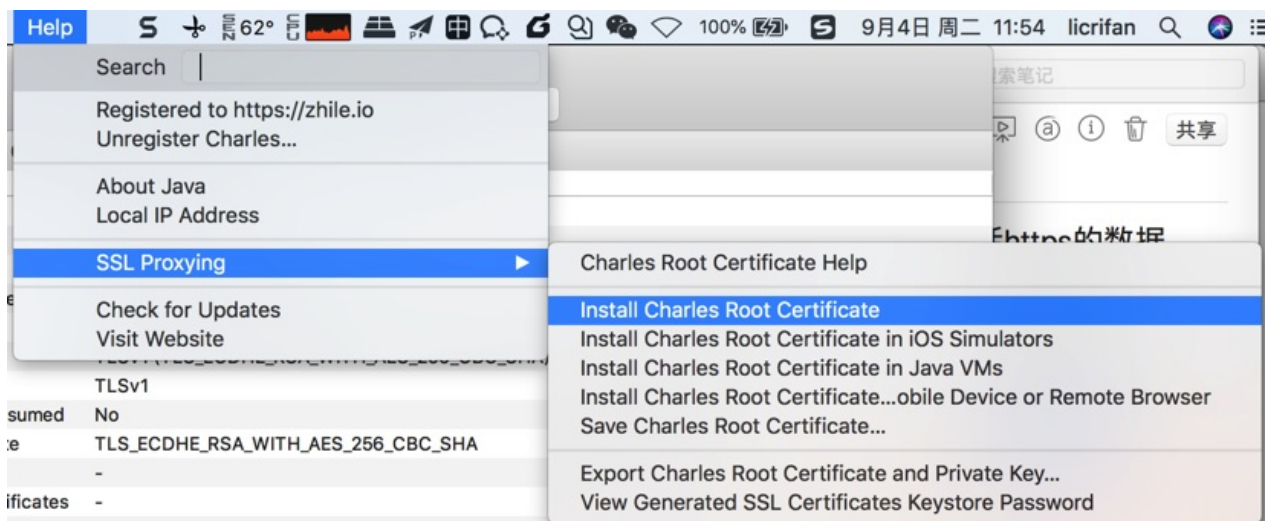 Help SEN 62° CPU 中 100% 9月4日 周二 11:54 licrifan
Search
索笔记
Registered to https://zhile.io
Unregister Charles...
共享
About Java
Local IP Address
https的数据
SSL Proxying
Charles Root Certificate Help
Check for Updates
Install Charles Root Certificate
Visit Website
Install Charles Root Certificate in iOS Simulators
Install Charles Root Certificate in Java VMs
TLSv1
Install Charles Root Certificate...obile Device or Remote Browser
sumed No
Save Charles Root Certificate...
TLS_ECDHE_RSA_WITH_AES_256_CBC_SHA
Export Charles Root Certificate and Private Key...
-
View Generated SSL Certificates Keystore Password
ificates -